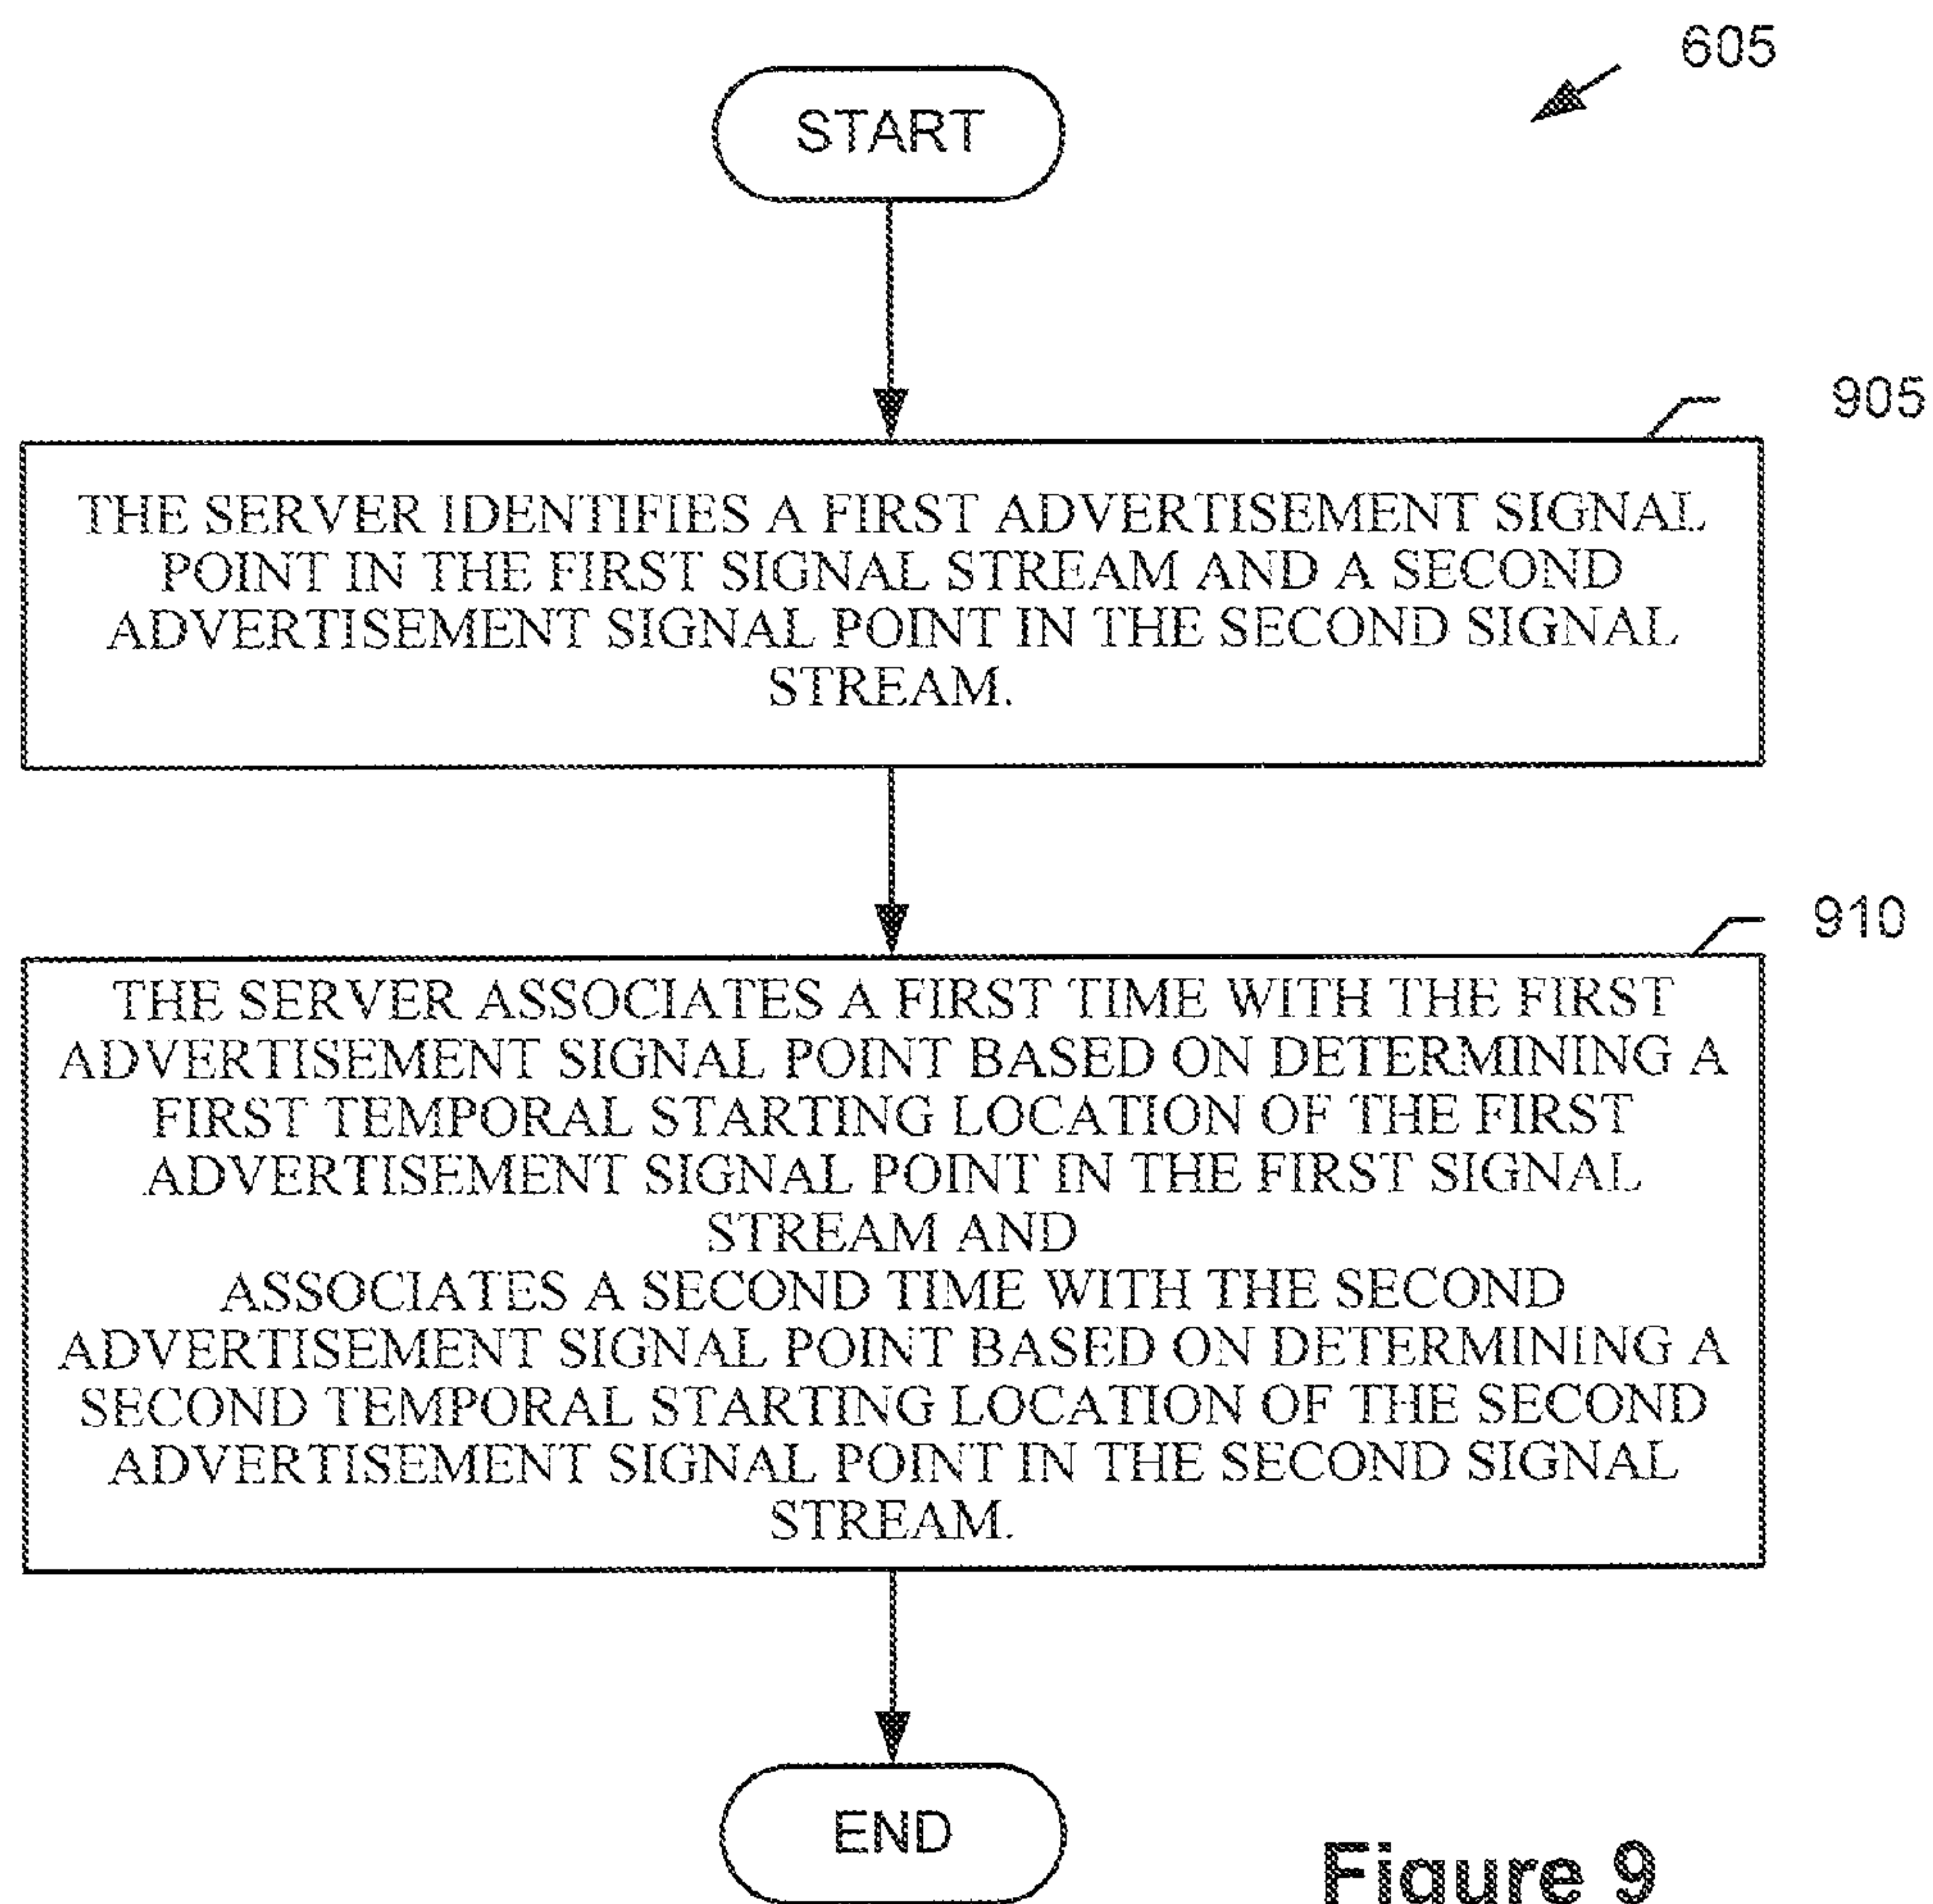 605
START
905
THE SERVER IDENTIFIES A FIRST ADVERTISEMENT SIGNAL
POINT IN THE FIRST SIGNAL STREAM AND A SECOND
ADVERTISEMENT SIGNAL POINT IN THE SECOND SIGNAL
STREAM.
910
THE SERVER ASSOCIATES A FIRST TIME WITH THE FIRST
ADVERTISEMENT SIGNAL POINT BASED ON DETERMINING A
FIRST TEMPORAL STARTING LOCATION OF THE FIRST
ADVERTISEMENT SIGNAL POINT IN THE FIRST SIGNAL
STREAM AND
ASSOCIATES A SECOND TIME WITH THE SECOND
ADVERTISEMENT SIGNAL POINT BASED ON DETERMINING A
SECOND TEMPORAL STARTING LOCATION OF THE SECOND
ADVERTISEMENT SIGNAL POINT IN THE SECOND SIGNAL
STREAM.
END
Figure 9